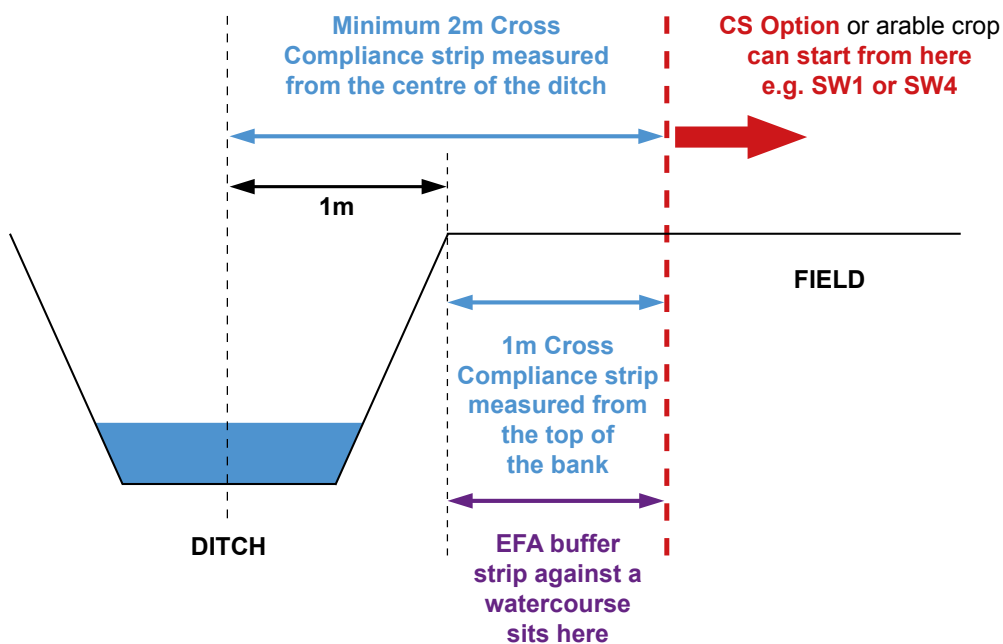 Minimum 2m Cross
Compliance strip measured
from the centre of the ditch
CS Option or arable crop
can start from here
e.g. SW1 or SW4
1m
FIELD
1m Cross
Compliance strip
measured from
the top of
the bank
DITCH
EFA buffer
strip against a
watercourse
sits here